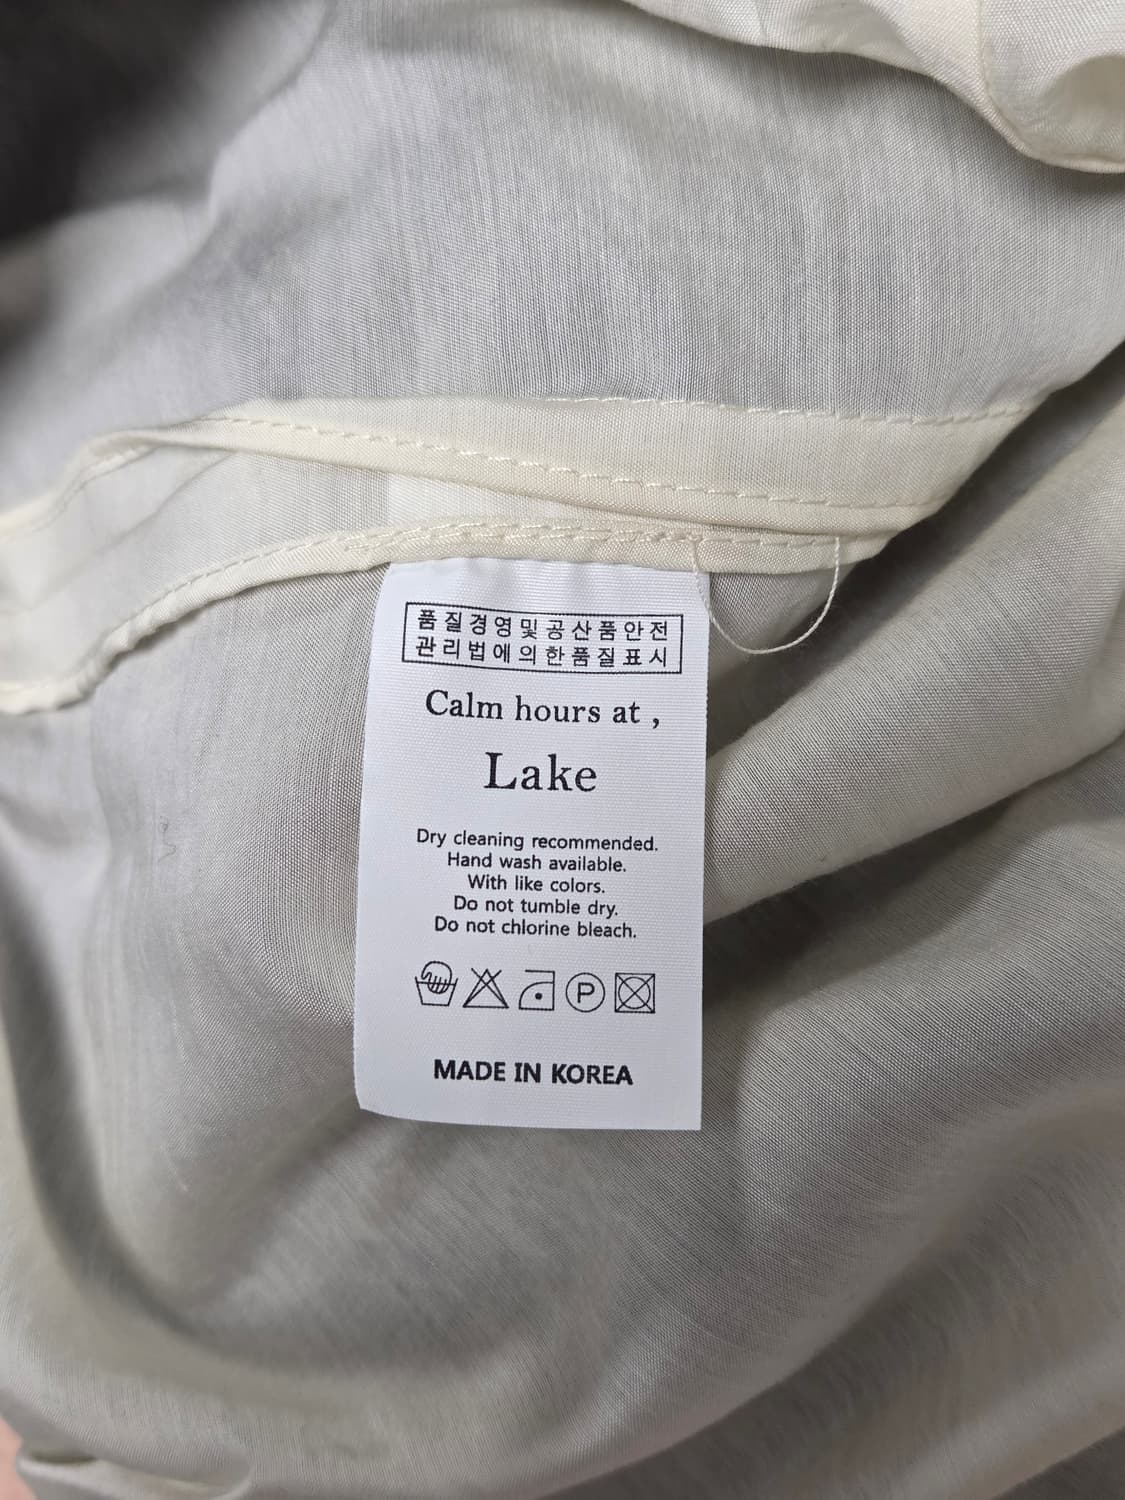 품질경영및공산품안전
관리법에의한품질표시
Calm hours at ,
Lake
Dry cleaning recommended.
Hand wash available.
With like colors.
Do not tumble dry.
Do not chlorine bleach.
P
MADE IN KOREA